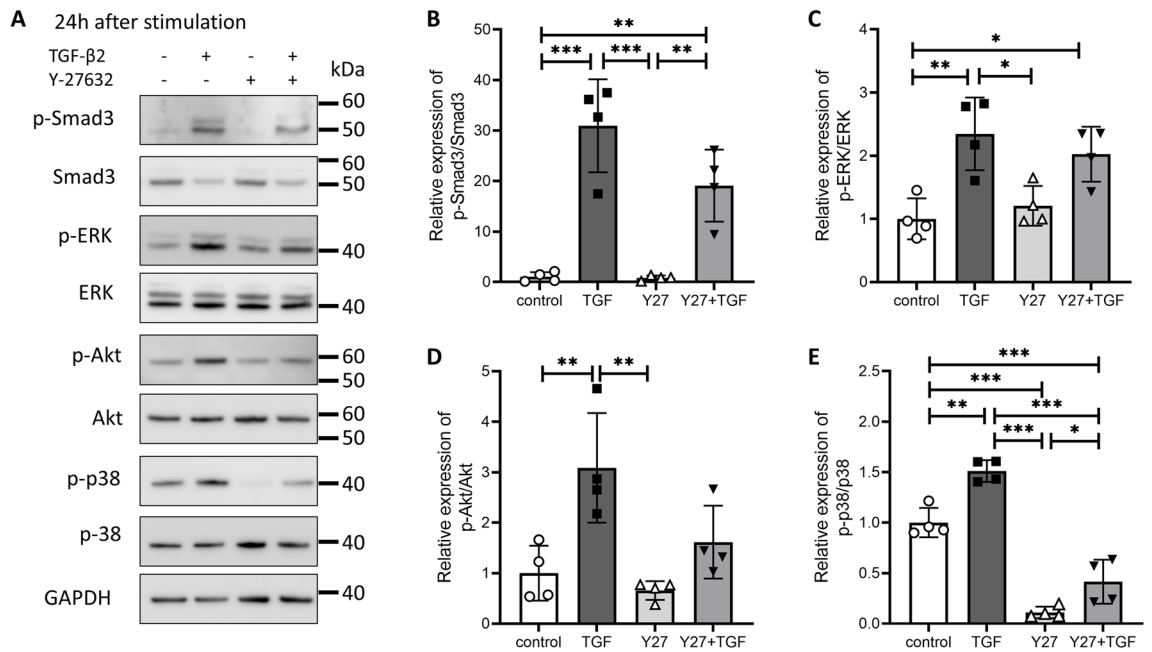 A
24h after stimulation
TGF-β2 - + - +
Y-27632 - - + +
kDa
p-Smad3
60
50
Smad3
60
50
p-ERK
40
ERK
40
p-Akt
60
50
Akt
60
50
p-p38
40
p-38
40
GAPDH
40
B
Relative expression of
p-Smad3/Smad3
50
40
30
20
10
0
**
*** *** **
control TGF Y27 Y27+TGF
C
Relative expression of
p-ERK/ERK
4
3
2
1
0
*
** *
control TGF Y27 Y27+TGF
D
Relative expression of
p-Akt/Akt
5
4
3
2
1
0
** **
control TGF Y27 Y27+TGF
E
Relative expression of
p-p38/p38
2.5
2.0
1.5
1.0
0.5
0.0
***
***
** ***
*** *
control TGF Y27 Y27+TGF